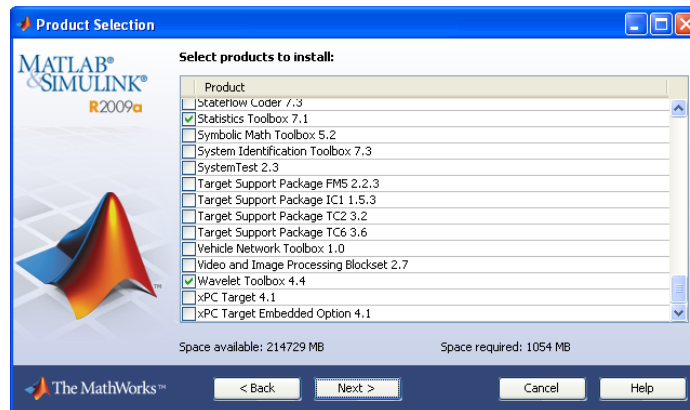 Product Selection
MATLAB®
&SIMULINK®
R2009a
Select products to install:
Product
Stateflow Coder 7.3
Statistics Toolbox 7.1
Symbolic Math Toolbox 5.2
System Identification Toolbox 7.3
SystemTest 2.3
Target Support Package FM5 2.2.3
Target Support Package IC1 1.5.3
Target Support Package TC2 3.2
Target Support Package TC6 3.6
Vehicle Network Toolbox 1.0
Video and Image Processing Blockset 2.7
Wavelet Toolbox 4.4
xPC Target 4.1
xPC Target Embedded Option 4.1
TM
Space available: 214729 MB
Space required: 1054 MB
The MathWorks™
< Back
Next >
Cancel
Help